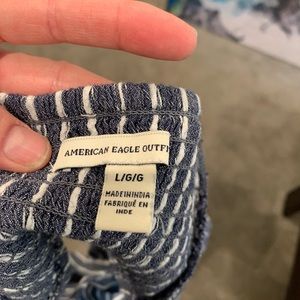 AMERICAN EAGLE OUTFI
L/G/G
MADE IN INDIA
FABRIQUÉ EN
INDE